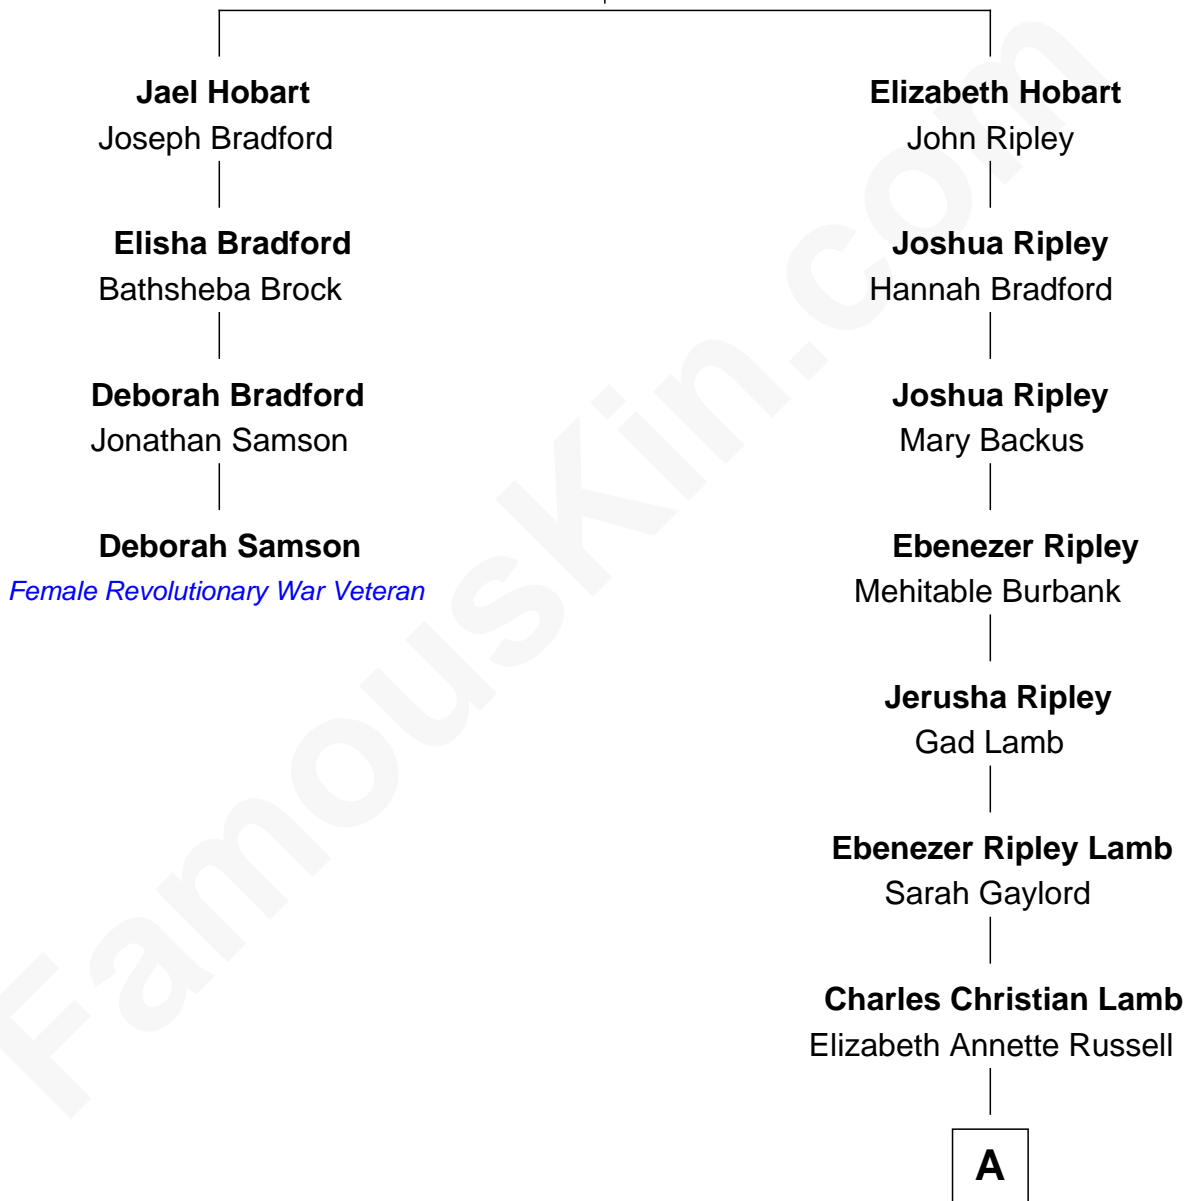 Jael Hobart
Joseph Bradford
Elisha Bradford
Bathsheba Brock
Deborah Bradford
Jonathan Samson
Deborah Samson
Female Revolutionary War Veteran
Elizabeth Hobart
John Ripley
Joshua Ripley
Hannah Bradford
Joshua Ripley
Mary Backus
Ebenezer Ripley
Mehitable Burbank
Jerusha Ripley
Gad Lamb
Ebenezer Ripley Lamb
Sarah Gaylord
Charles Christian Lamb
Elizabeth Annette Russell
A
FamousKin.com